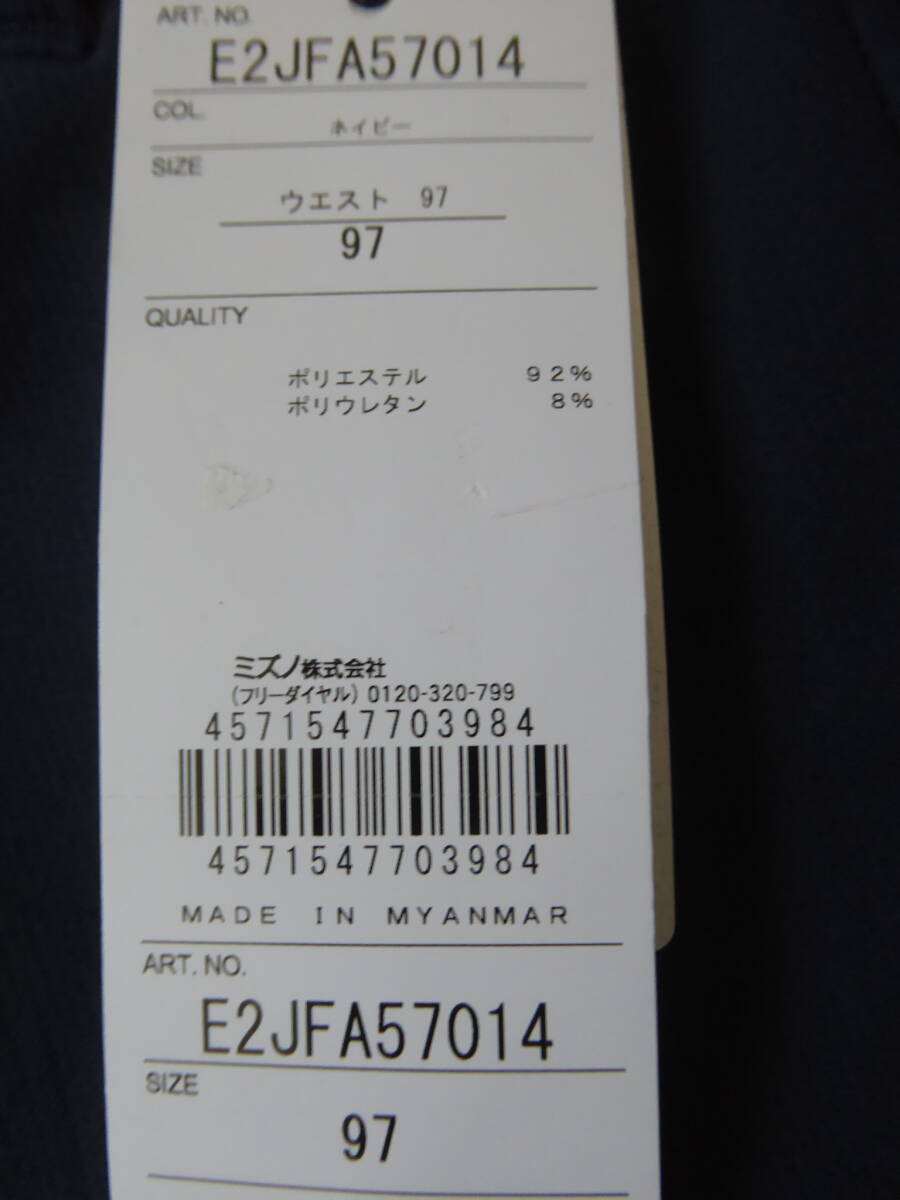 ART. NO.
E2JFA57014
COL.
ネイビー
SIZE
ウエスト 97
97
QUALITY
ポリエステル 92%
ポリウレタン 8%
ミズノ株式会社
(フリーダイヤル) 0120-320-799
4571547703984
4571547703984
MADE IN MYANMAR
ART. NO.
E2JFA57014
SIZE
97